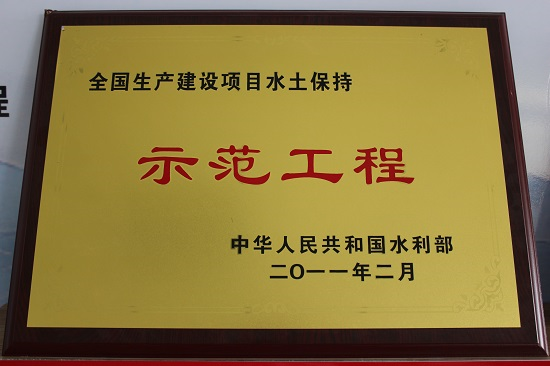 全国生产建设项目水土保持
示范工程
中华人民共和国水利部
二〇一一年二月
程